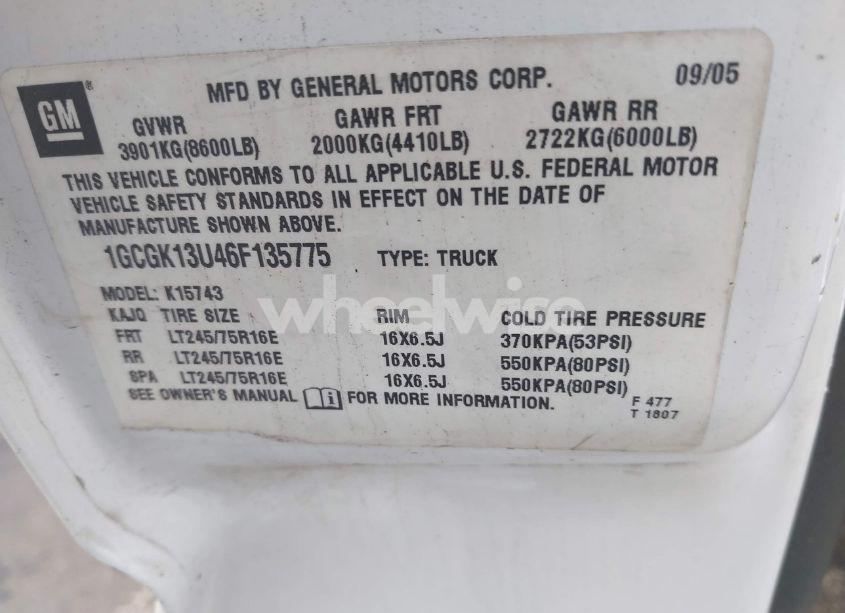 GM
MFD BY GENERAL MOTORS CORP. 09/05
GVWR GAWR FRT GAWR RR
3901KG(8600LB) 2000KG(4410LB) 2722KG(6000LB)
THIS VEHICLE CONFORMS TO ALL APPLICABLE U.S. FEDERAL MOTOR
VEHICLE SAFETY STANDARDS IN EFFECT ON THE DATE OF
MANUFACTURE SHOWN ABOVE.
1GCGK13U46F135775 TYPE: TRUCK
MODEL: K15743
wheelwise
KAJQ TIRE SIZE RIM COLD TIRE PRESSURE
FRT LT245/75R16E 16X6.5J 370KPA(53PSI)
RR LT245/75R16E 16X6.5J 550KPA(80PSI)
SPA LT245/75R16E 16X6.5J 550KPA(80PSI)
SEE OWNER'S MANUAL i FOR MORE INFORMATION.
F 477
T 1807